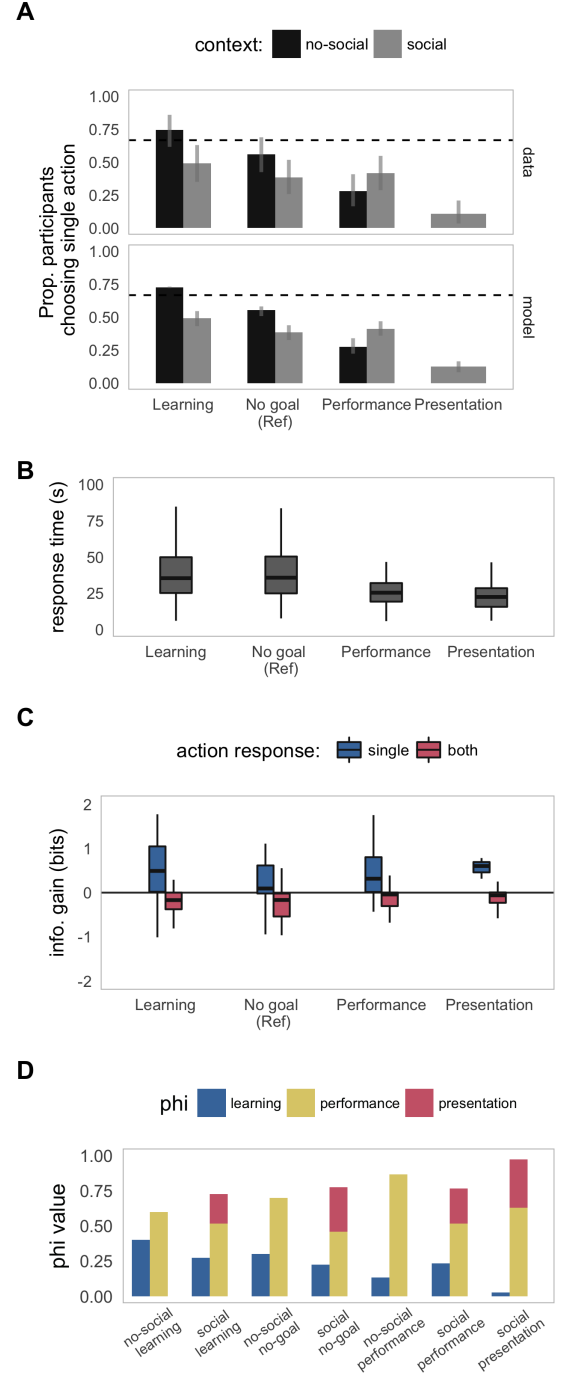 A
context: no-social social
Prop. participants
choosing single action
1.00
0.75
0.50
0.25
0.00
data
1.00
0.75
0.50
0.25
0.00
model
Learning No goal Performance Presentation
(Ref)
B
response time (s)
100
75
50
25
0
Learning No goal Performance Presentation
(Ref)
C
action response: single both
info. gain (bits)
2
1
0
-1
-2
Learning No goal Performance Presentation
(Ref)
D
phi learning performance presentation
phi value
1.00
0.75
0.50
0.25
0.00
no-social
learning
social
learning
no-social
no-goal
social
no-goal
no-social
performance
social
performance
social
presentation